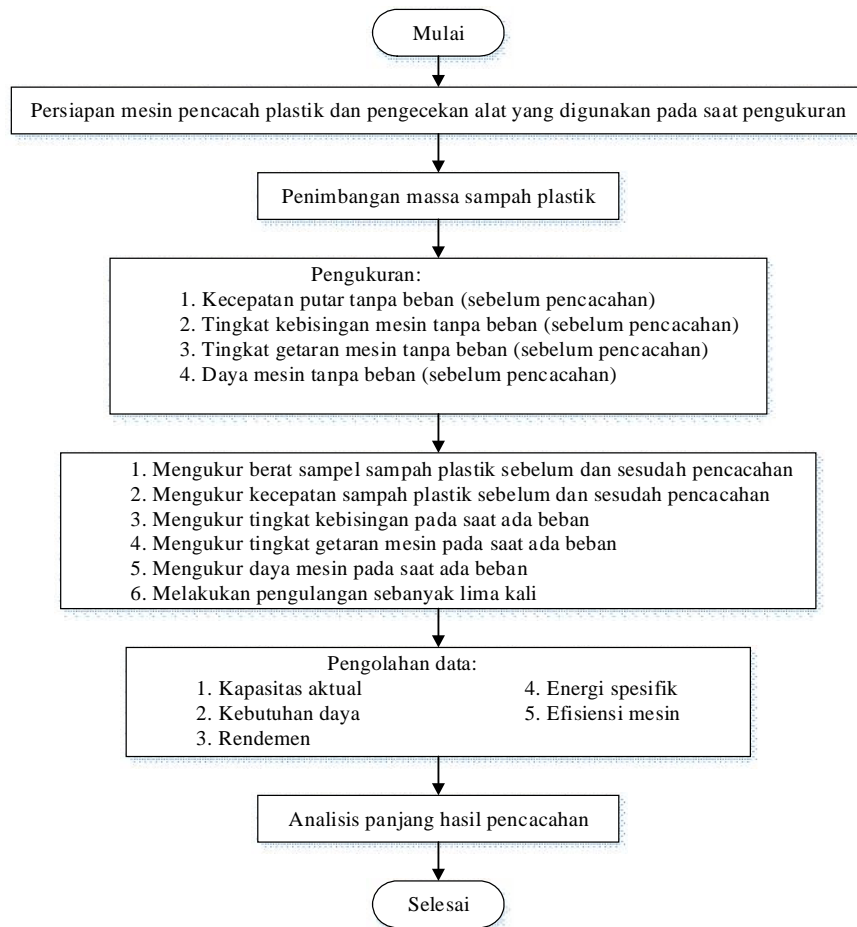 Mulai
Persiapan mesin pencacah plastik dan pengecekan alat yang digunakan pada saat pengukuran
Penimbangan massa sampah plastik
Pengukuran:
1. Kecepatan putar tanpa beban (sebelum pencacahan)
2. Tingkat kebisingan mesin tanpa beban (sebelum pencacahan)
3. Tingkat getaran mesin tanpa beban (sebelum pencacahan)
4. Daya mesin tanpa beban (sebelum pencacahan)
1. Mengukur berat sampel sampah plastik sebelum dan sesudah pencacahan
2. Mengukur kecepatan sampah plastik sebelum dan sesudah pencacahan
3. Mengukur tingkat kebisingan pada saat ada beban
4. Mengukur tingkat getaran mesin pada saat ada beban
5. Mengukur daya mesin pada saat ada beban
6. Melakukan pengulangan sebanyak lima kali
Pengolahan data:
1. Kapasitas aktual
2. Kebutuhan daya
3. Rendemen
4. Energi spesifik
5. Efisiensi mesin
Analisis panjang hasil pencacahan
Selesai